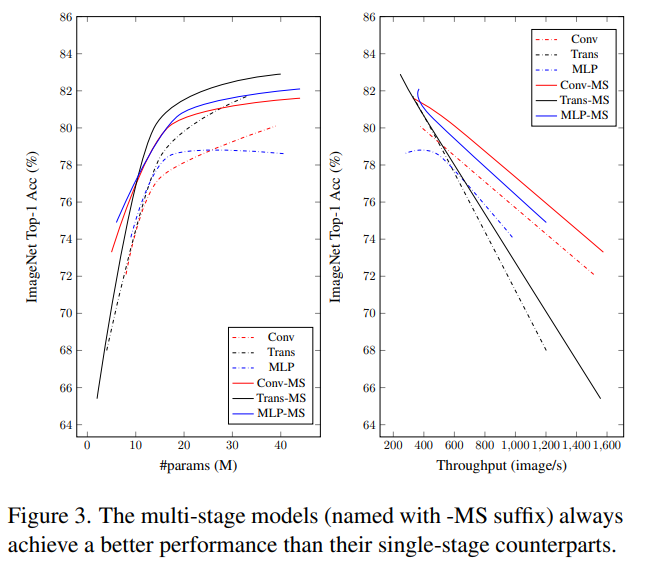 86
84
82
80
78
76
74
72
70
68
66
64
0
10
20
30
40
#params (M)
ImageNet Top-1 Acc (%)
Conv
Trans
MLP
Conv-MS
Trans-MS
MLP-MS
86
84
82
80
78
76
74
72
70
68
66
64
200
400
600
800
1,000
1,200
1,400
1,600
Throughput (image/s)
ImageNet Top-1 Acc (%)
Conv
Trans
MLP
Conv-MS
Trans-MS
MLP-MS
Figure 3. The multi-stage models (named with -MS suffix) always
achieve a better performance than their single-stage counterparts.